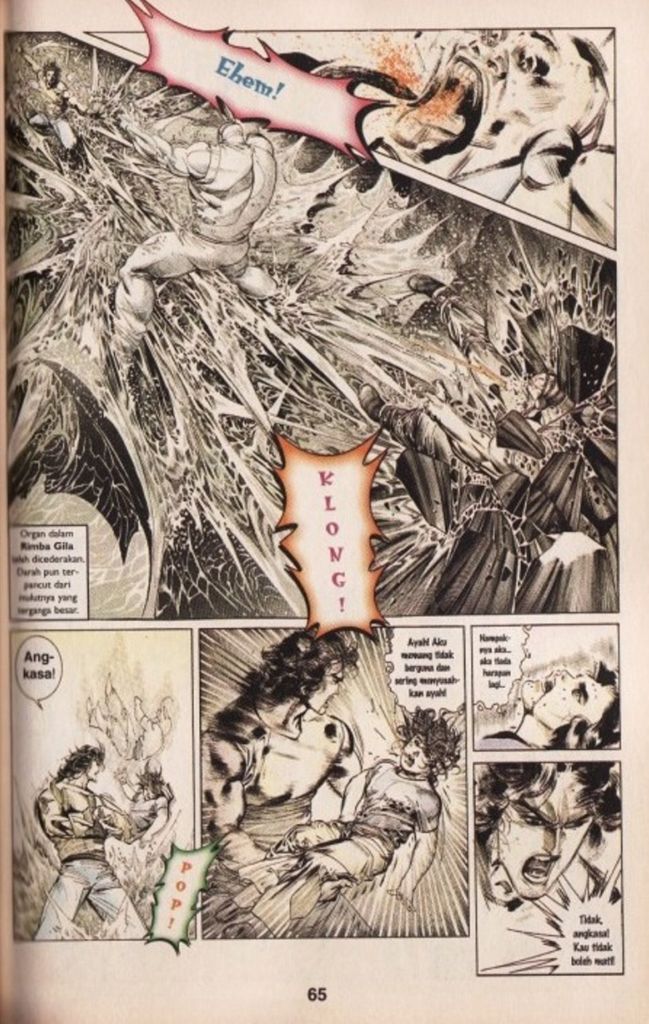 Ehem!
KLONG!
Organ dalam
Rimba Gila
telah dicederakan.
Darah pun ter-
pancut dari
mulutnya yang
terganga besar.
Ang-
kasa!
POP!
Ayah! Aku
memang tidak
berguna dan
sering menyusah-
kan ayah!
Nampak-
nya aku...
aku tiada
harapan
lagi...
Tidak,
angkasa!
Kau tidak
boleh mati!
65